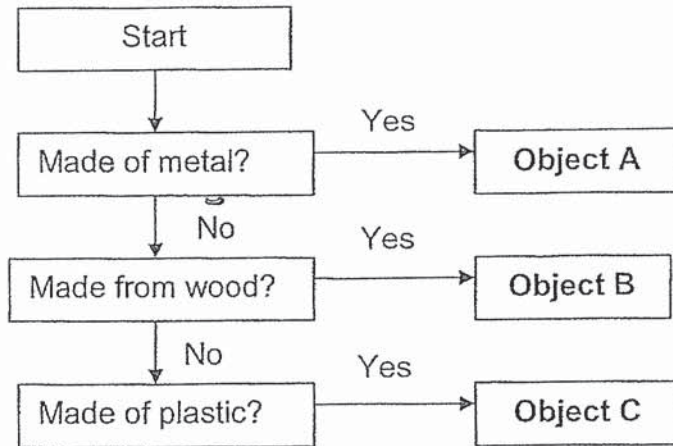 Start
Yes
Made of metal?
Object A
No
Yes
Made from wood?
Object B
No
Yes
Made of plastic?
Object C